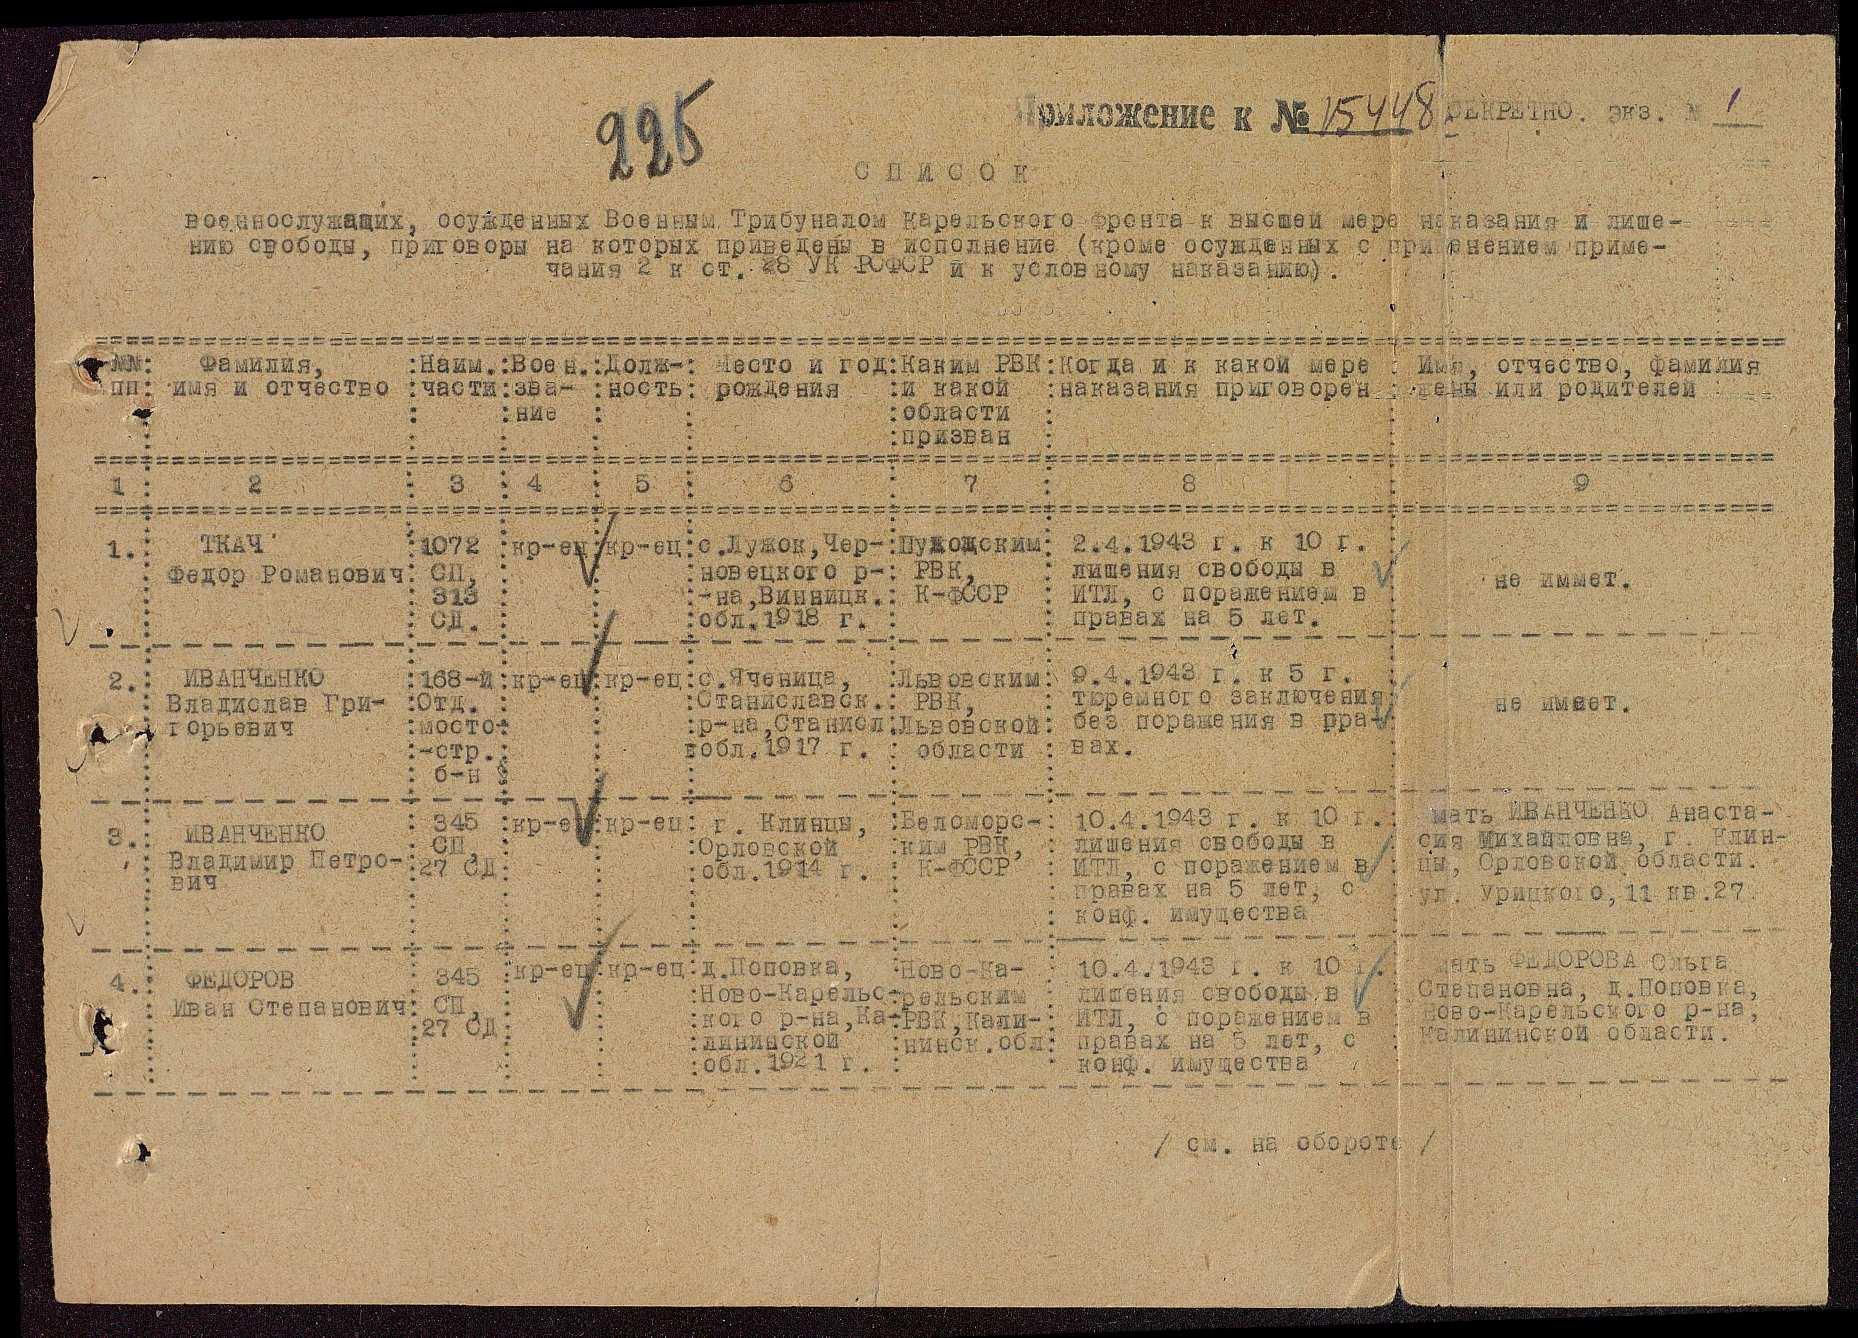 225
Приложение к № 15448 СЕКРЕТНО. экз. № 1
СПИСОК
военнослужащих, осужденных Военным Трибуналом Карельского фронта к высшей мере наказания и лише-
нию свободы, приговоры на которых приведены в исполнение (кроме осужденных с применением приме-
чания 2 к ст. 28 УК РСФСР и к условному наказанию).
№№ пп
Фамилия,
имя и отчество
Наим.
части
Воен.
зва-
ние
Долж-
ность
Место и год
рождения
Каким РВК
и какой
области
призван
Когда и к какой мере
наказания приговорен
Имя, отчество, фамилия
жены или родителей
1 2 3 4 5 6 7 8 9
1.
ТКАЧ
Федор Романович
1072
СП,
313
СД.
кр-ец
кр-ец
с.Лужок,Чер-
новецкого р-
-на,Винницк.
обл.1918 г.
Пудожским
РВК,
К-ФССР
2.4.1943 г. к 10 г.
лишения свободы в
ИТЛ, с поражением в
правах на 5 лет.
не иммет.
2.
ИВАНЧЕНКО
Владислав Гри-
горьевич
168-й
Отд.
мосто-
-стр.
б-н
кр-ец
кр-ец
с.Яченица,
Станиславск.
р-на,Станисл
обл.1917 г.
Львовским
РВК,
Львовской
области
9.4.1943 г. к 5 г.
тюремного заключения
без поражения в пра-
вах.
не имеет.
3.
ИВАНЧЕНКО
Владимир Петро-
вич
345
СП,
27 СД
кр-ец
кр-ец
г. Клинцы,
Орловской
обл.1914 г.
Беломорс-
ким РВК,
К-ФССР
10.4.1943 г. к 10 г.
лишения свободы в
ИТЛ, с поражением в
правах на 5 лет, с
конф. имущества
мать ИВАНЧЕНКО Анаста-
сия Михайловна, г. Клин-
цы, Орловской области.
ул. Урицкого,11 кв.27.
4.
ФЕДОРОВ
Иван Степанович
345
СП,
27 СД
кр-ец
кр-ец
д.Поповка,
Ново-Карельс-
кого р-на,Ка-
лининской
обл.1921 г.
Ново-Ка-
рельским
РВК,Кали-
нинск.обл
10.4.1943 г. к 10 г.
лишения свободы в
ИТЛ, с поражением в
правах на 5 лет, с
конф. имущества
мать ФЕДОРОВА Ольга
Степановна, д.Поповка,
Ново-Карельского р-на,
Калининской области.
/ см. на обороте /